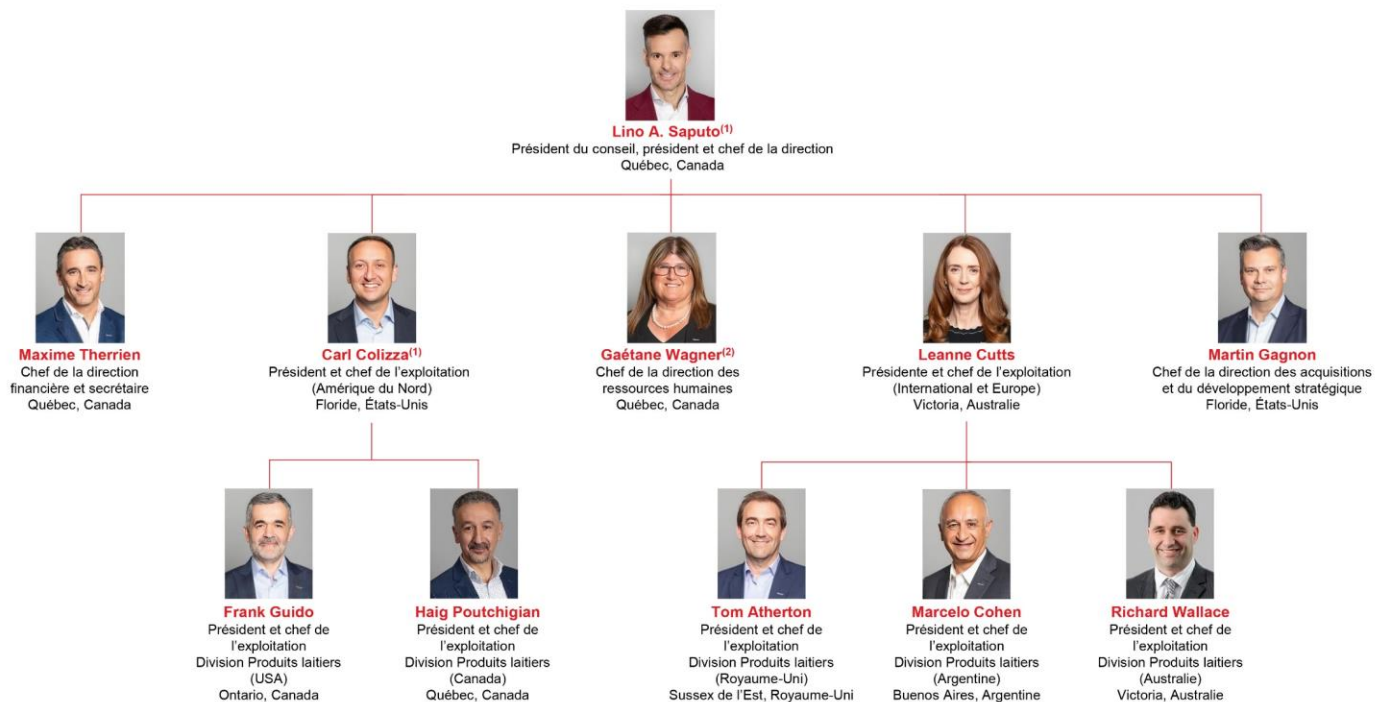 Lino A. Saputo(1)
Président du conseil, président et chef de la direction
Québec, Canada
Maxime Therrien
Chef de la direction
financière et secrétaire
Québec, Canada
Carl Colizza(1)
Président et chef de l’exploitation
(Amérique du Nord)
Floride, États-Unis
Gaétane Wagner(2)
Chef de la direction des
ressources humaines
Québec, Canada
Leanne Cutts
Présidente et chef de l’exploitation
(International et Europe)
Victoria, Australie
Martin Gagnon
Chef de la direction des acquisitions
et du développement stratégique
Floride, États-Unis
Frank Guido
Président et chef de
l’exploitation
Division Produits laitiers
(USA)
Ontario, Canada
Haig Poutchigian
Président et chef de
l’exploitation
Division Produits laitiers
(Canada)
Québec, Canada
Tom Atherton
Président et chef de
l’exploitation
Division Produits laitiers
(Royaume-Uni)
Sussex de l’Est, Royaume-Uni
Marcelo Cohen
Président et chef de
l’exploitation
Division Produits laitiers
(Argentine)
Buenos Aires, Argentine
Richard Wallace
Président et chef de
l’exploitation
Division Produits laitiers
(Australie)
Victoria, Australie